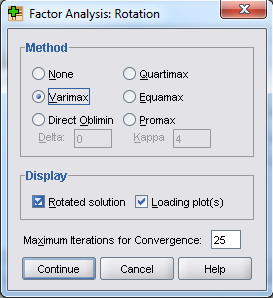 Factor Analysis: Rotation
Method
None Quartimax
Varimax Equamax
Direct Oblimin Promax
Delta: 0 Kappa 4
Display
Rotated solution Loading plot(s)
Maximum Iterations for Convergence: 25
Continue Cancel Help